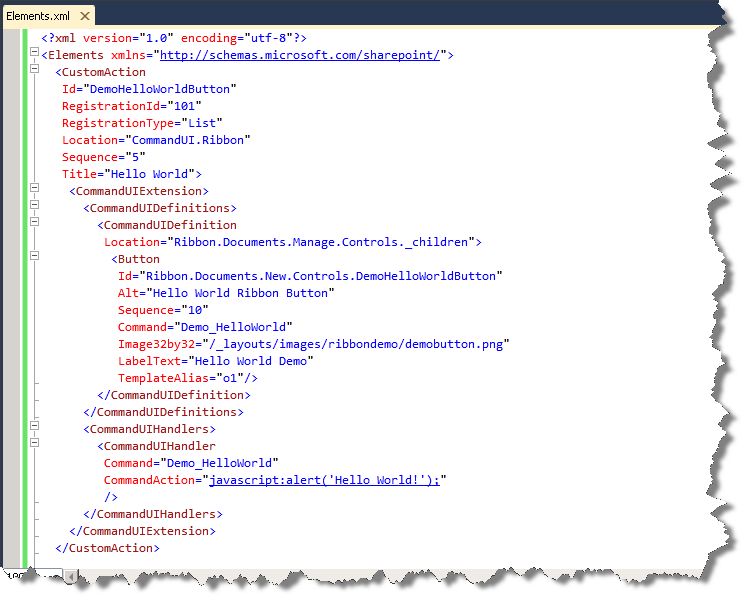 Elements.xml
<?xml version="1.0" encoding="utf-8"?>
<Elements xmlns="http://schemas.microsoft.com/sharepoint/">
<CustomAction
Id="DemoHelloWorldButton"
RegistrationId="101"
RegistrationType="List"
Location="CommandUI.Ribbon"
Sequence="5"
Title="Hello World">
<CommandUIExtension>
<CommandUIDefinitions>
<CommandUIDefinition
Location="Ribbon.Documents.Manage.Controls._children">
<Button
Id="Ribbon.Documents.New.Controls.DemoHelloWorldButton"
Alt="Hello World Ribbon Button"
Sequence="10"
Command="Demo_HelloWorld"
Image32by32="/_layouts/images/ribbondemo/demobutton.png"
LabelText="Hello World Demo"
TemplateAlias="o1"/>
</CommandUIDefinition>
</CommandUIDefinitions>
<CommandUIHandlers>
<CommandUIHandler
Command="Demo_HelloWorld"
CommandAction="javascript:alert('Hello World!');"
/>
</CommandUIHandlers>
</CommandUIExtension>
</CustomAction>